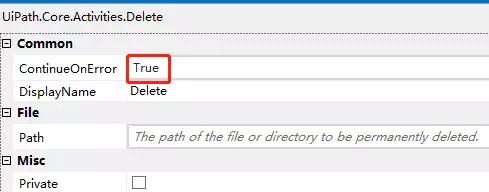 UiPath.Core.Activities.Delete
Common
ContinueOnError True
DisplayName Delete
File
Path The path of the file or directory to be permanently deleted.
Misc
Private